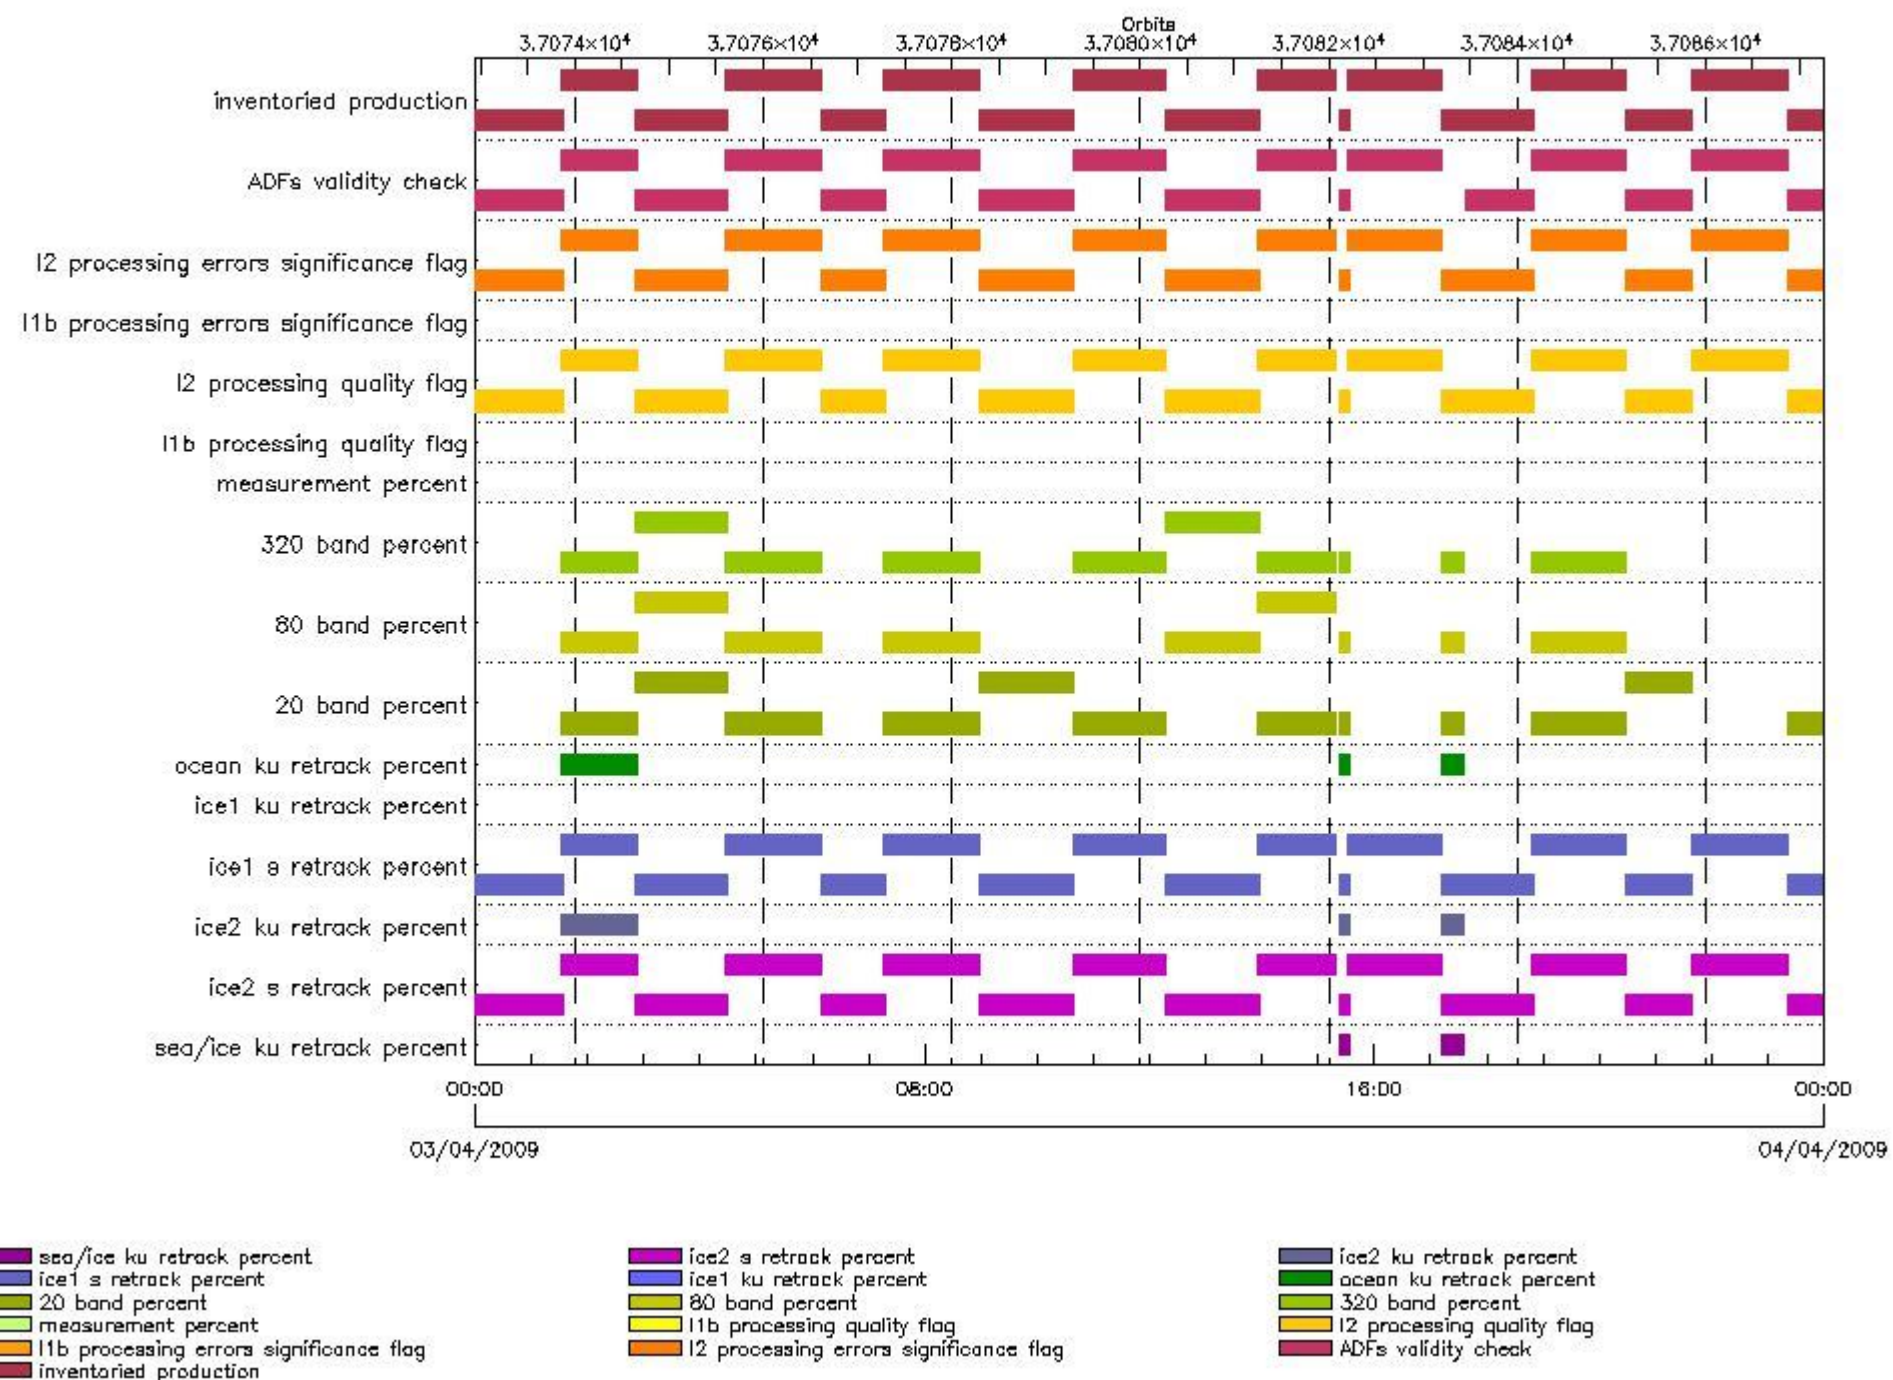 Orbits
3.7074×10⁴ 3.7076×10⁴ 3.7078×10⁴ 3.7080×10⁴ 3.7082×10⁴ 3.7084×10⁴ 3.7086×10⁴
inventoried production
ADFs validity check
l2 processing errors significance flag
l1b processing errors significance flag
l2 processing quality flag
l1b processing quality flag
measurement percent
320 band percent
80 band percent
20 band percent
ocean ku retrack percent
ice1 ku retrack percent
ice1 s retrack percent
ice2 ku retrack percent
ice2 s retrack percent
sea/ice ku retrack percent
00:00 08:00 16:00 00:00
03/04/2009 04/04/2009
sea/ice ku retrack percent ice2 s retrack percent ice2 ku retrack percent
ice1 s retrack percent ice1 ku retrack percent ocean ku retrack percent
20 band percent 80 band percent 320 band percent
measurement percent l1b processing quality flag l2 processing quality flag
l1b processing errors significance flag l2 processing errors significance flag ADFs validity check
inventoried production